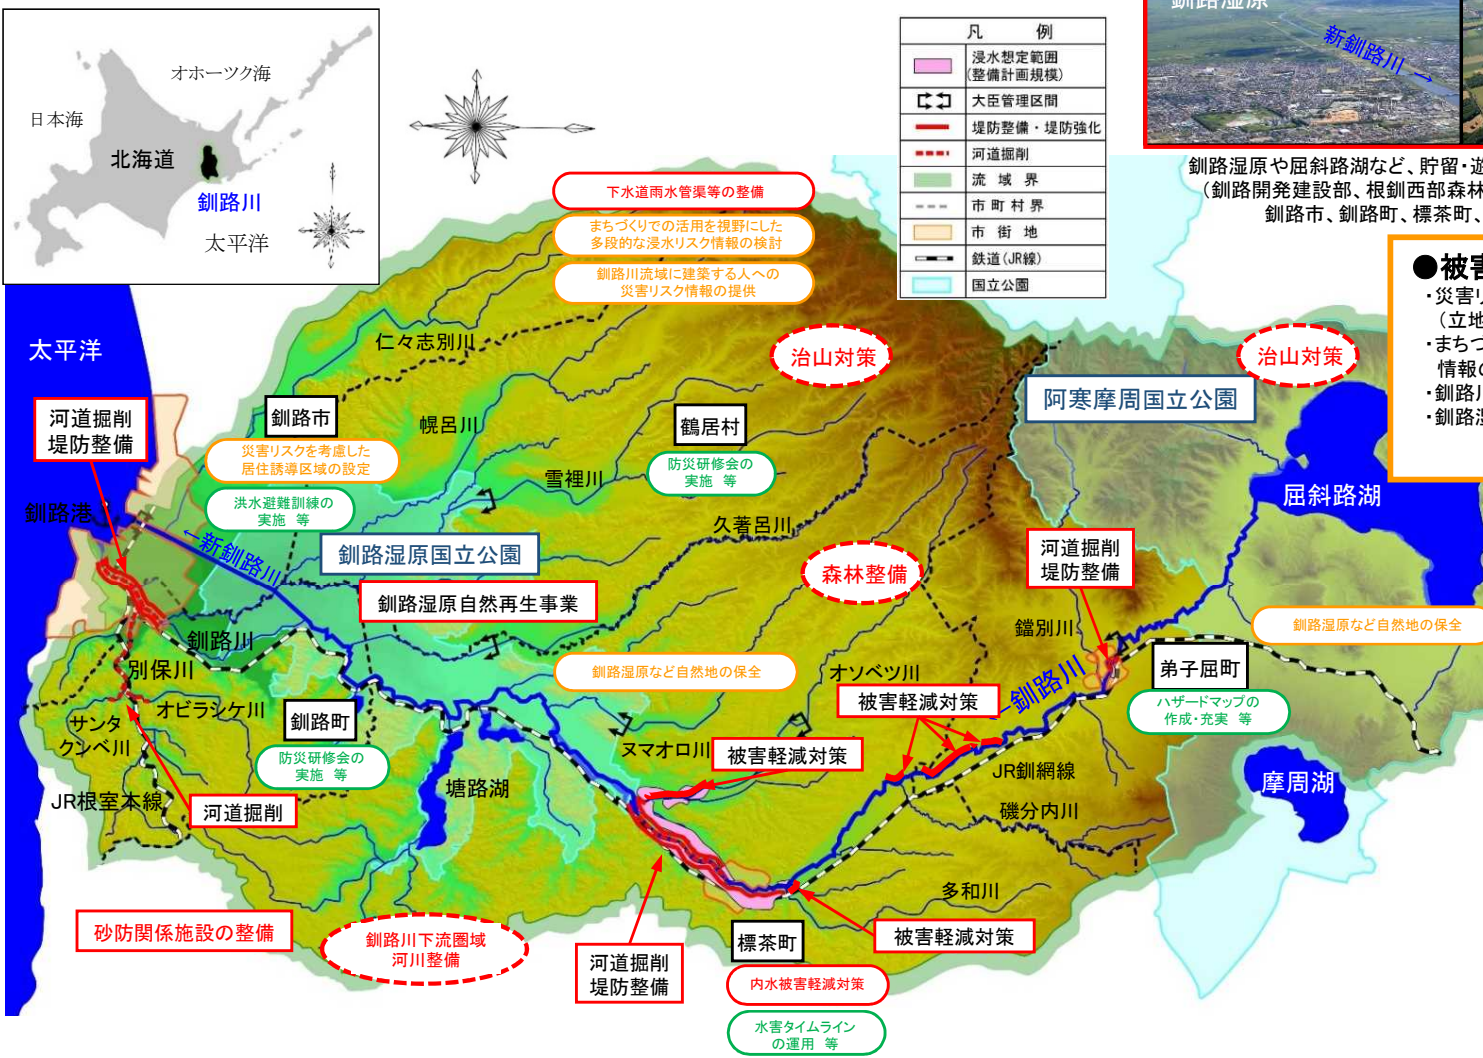 オホーツク海
日本海
北海道
釧路川
太平洋
凡 例
浸水想定範囲
(整備計画規模)
大臣管理区間
堤防整備・堤防強化
河道掘削
流域界
市町村界
市街地
鉄道(JR線)
国立公園
釧路湿原
新釧路川 →
釧路湿原や屈斜路湖など、貯留・遊
(釧路開発建設部、根釧西部森林
釧路市、釧路町、標茶町、
●被害
・災害リ
(立地
・まちづ
情報の
・釧路川
・釧路湿
下水道雨水管渠等の整備
まちづくりでの活用を視野にした
多段的な浸水リスク情報の検討
釧路川流域に建築する人への
災害リスク情報の提供
仁々志別川
治山対策
治山対策
太平洋
阿寒摩周国立公園
河道掘削
堤防整備
釧路市
幌呂川
鶴居村
災害リスクを考慮した
居住誘導区域の設定
防災研修会の
実施 等
雪裡川
屈斜路湖
洪水避難訓練の
実施 等
釧路港
久著呂川
←新釧路川
釧路湿原国立公園
河道掘削
堤防整備
森林整備
釧路湿原自然再生事業
鐺別川
釧路湿原など自然地の保全
釧路川
別保川
釧路湿原など自然地の保全
オソベツ川
弟子屈町
←釧路川
被害軽減対策
ハザードマップの
作成・充実 等
サンタ
クンベ川
オビラシケ川
釧路町
ヌマオロ川
被害軽減対策
防災研修会の
実施 等
JR釧網線
摩周湖
塘路湖
JR根室本線
河道掘削
磯分内川
多和川
砂防関係施設の整備
釧路川下流圏域
河川整備
標茶町
被害軽減対策
河道掘削
堤防整備
内水被害軽減対策
水害タイムライン
の運用 等